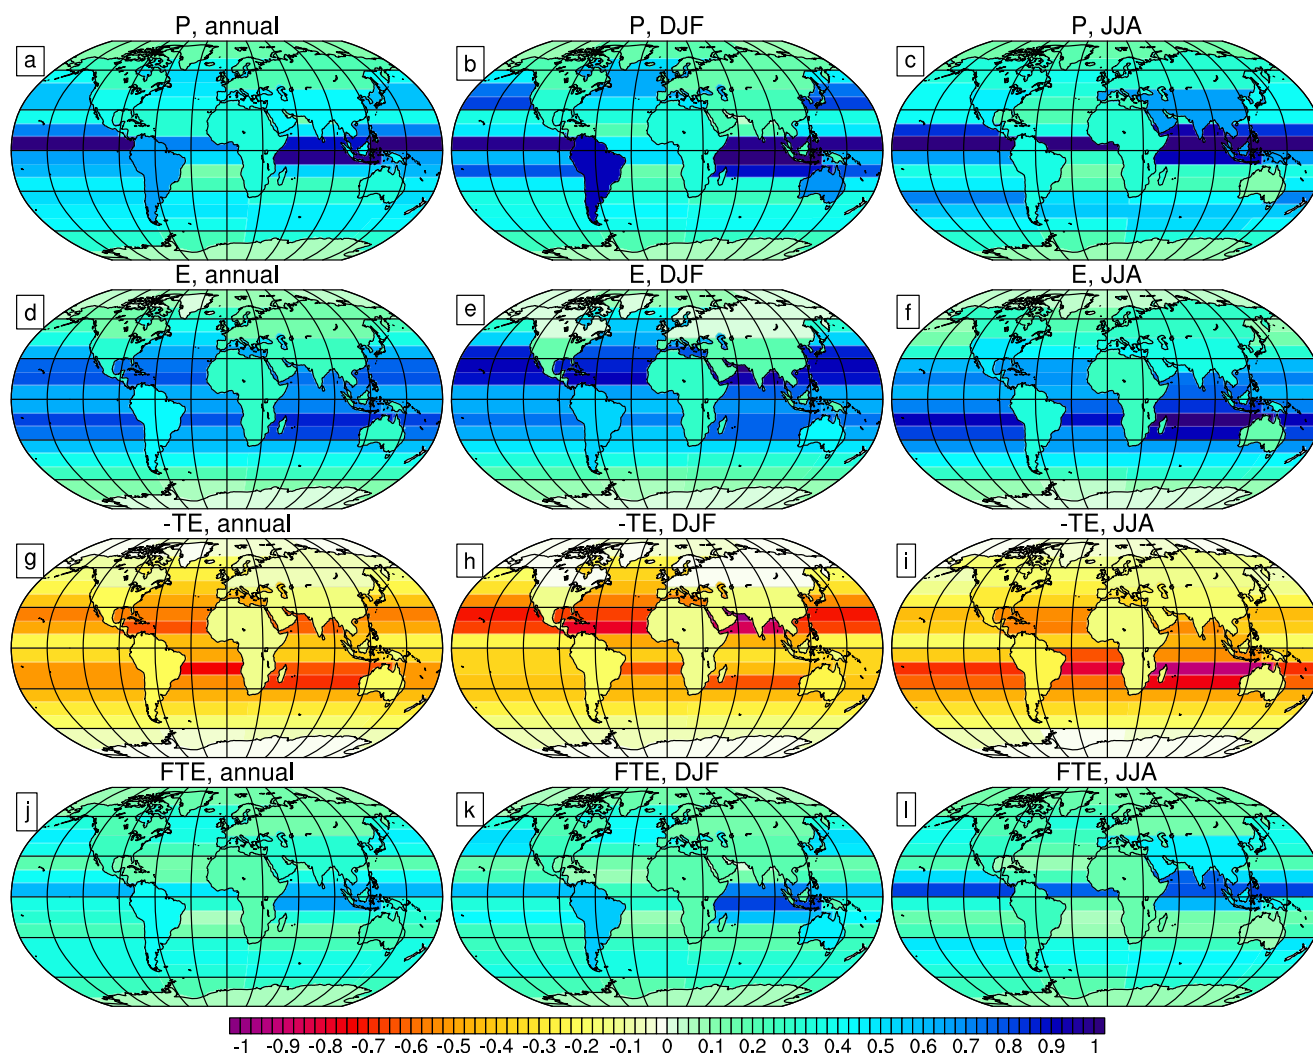 P, annual
P, DJF
P, JJA
a
b
c
E, annual
E, DJF
E, JJA
d
e
f
-TE, annual
-TE, DJF
-TE, JJA
g
h
i
FTE, annual
FTE, DJF
FTE, JJA
j
k
l
-1 -0.9 -0.8 -0.7 -0.6 -0.5 -0.4 -0.3 -0.2 -0.1 0 0.1 0.2 0.3 0.4 0.5 0.6 0.7 0.8 0.9 1